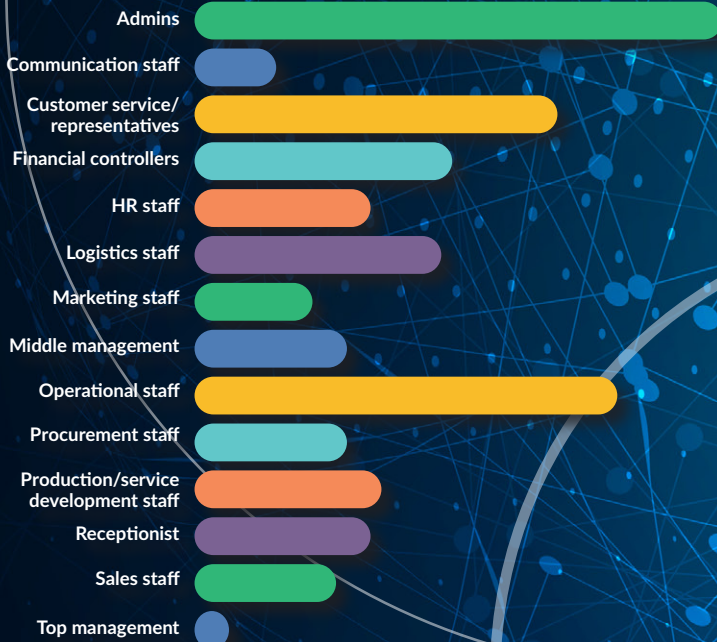 Admins
Communication staff
Customer service/
representatives
Financial controllers
HR staff
Logistics staff
Marketing staff
Middle management
Operational staff
Procurement staff
Production/service
development staff
Receptionist
Sales staff
Top management